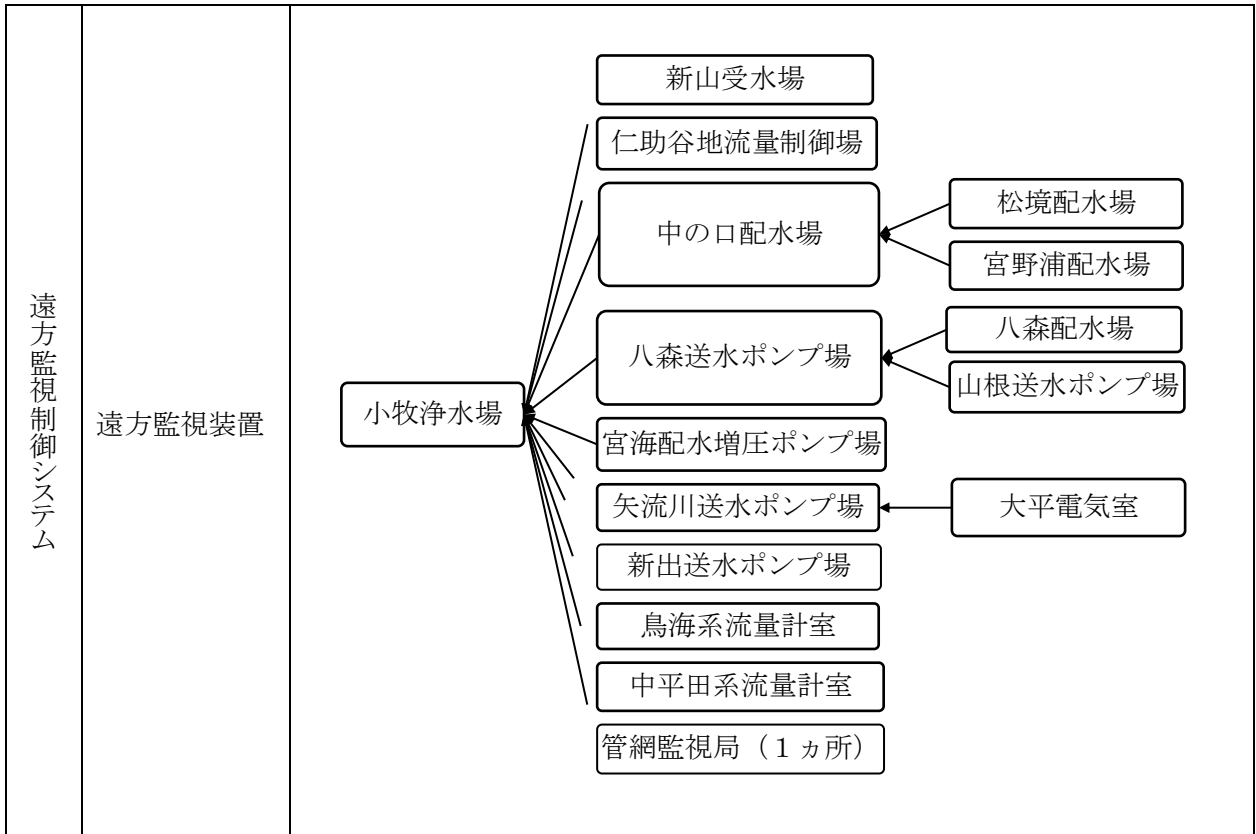 遠方監視制御システム
遠方監視装置
小牧浄水場
新山受水場
仁助谷地流量制御場
中の口配水場
松境配水場
宮野浦配水場
八森送水ポンプ場
八森配水場
山根送水ポンプ場
宮海配水増圧ポンプ場
矢流川送水ポンプ場
大平電気室
新出送水ポンプ場
鳥海系流量計室
中平田系流量計室
管網監視局（１ヵ所）